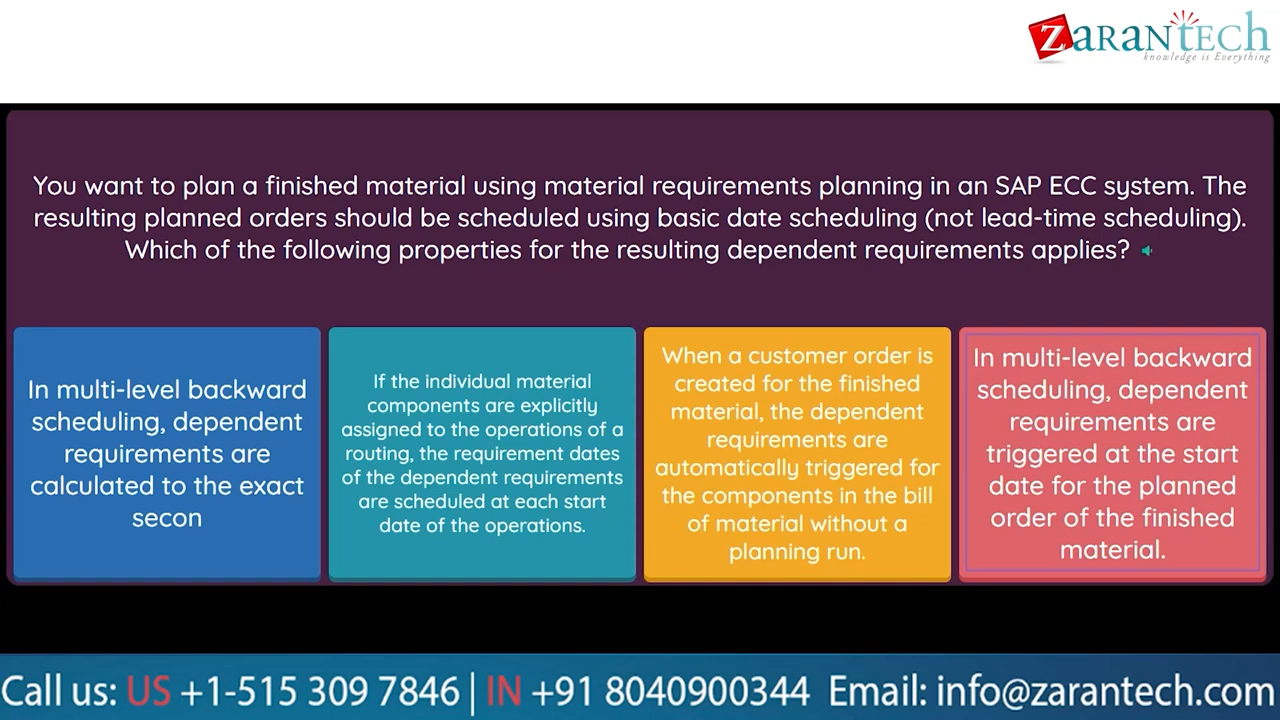 ZARANTECH
knowledge is Everything
You want to plan a finished material using material requirements planning in an SAP ECC system. The
resulting planned orders should be scheduled using basic date scheduling (not lead-time scheduling).
Which of the following properties for the resulting dependent requirements applies?
In multi-level backward
scheduling, dependent
requirements are
calculated to the exact
secon
If the individual material
components are explicitly
assigned to the operations of a
routing, the requirement dates
of the dependent requirements
are scheduled at each start
date of the operations.
When a customer order is
created for the finished
material, the dependent
requirements are
automatically triggered for
the components in the bill
of material without a
planning run.
In multi-level backward
scheduling, dependent
requirements are
triggered at the start
date for the planned
order of the finished
material.
Call us: US +1-515 309 7846 | IN +91 8040900344 Email: info@zarantech.com